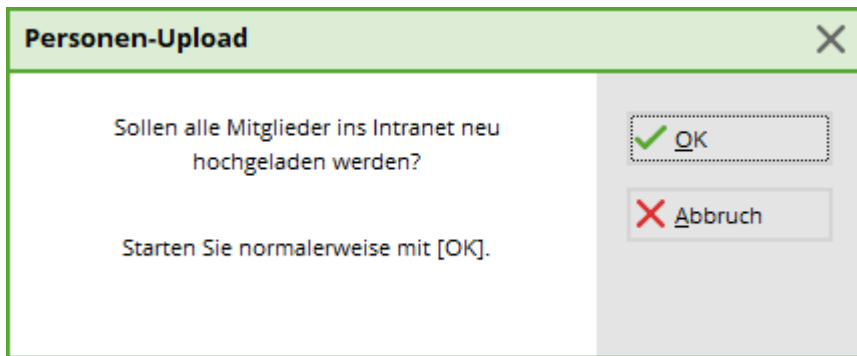 Personen-Upload
Sollen alle Mitglieder ins Intranet neu
hochgeladen werden?
Starten Sie normalerweise mit [OK].
OK
Abbruch